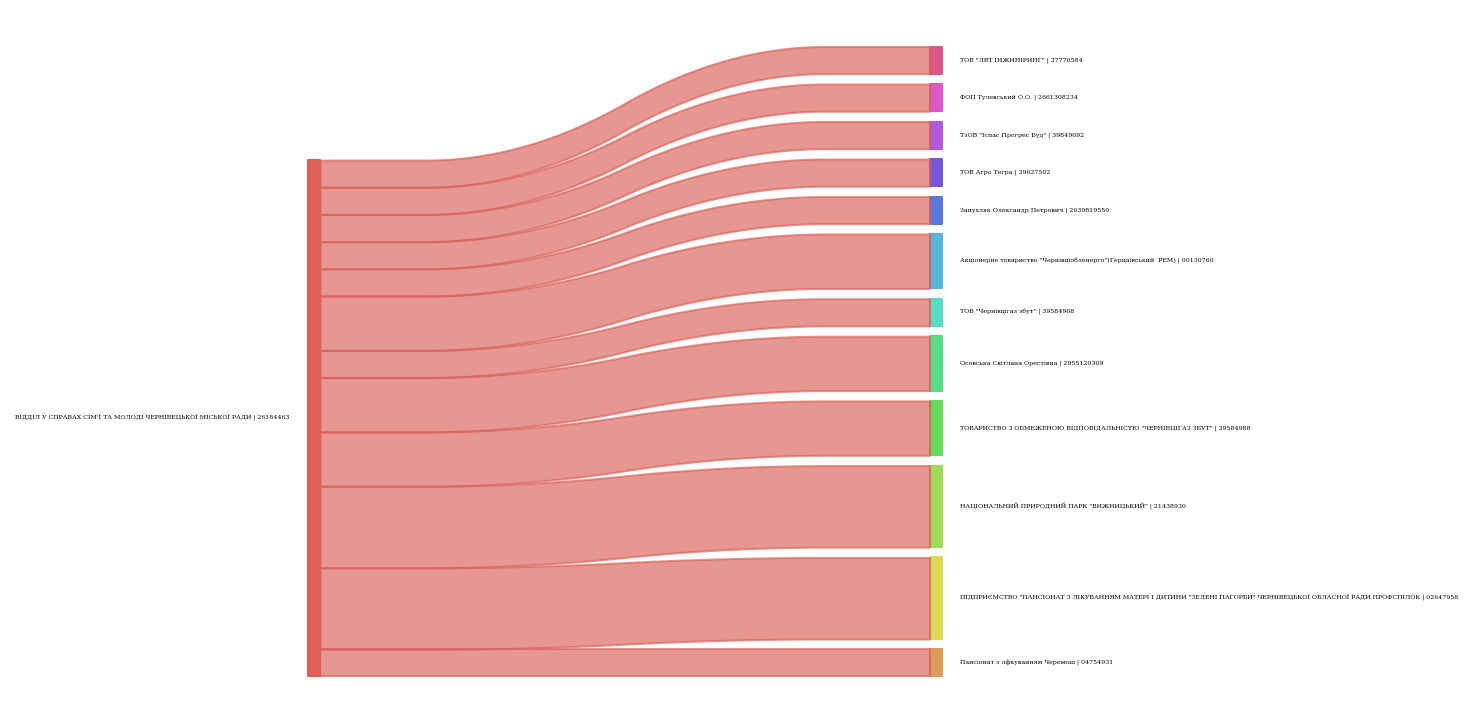 ТОВ "ЛВТ ІНЖИНІРИНГ" | 37770584
ФОП Тулевський О.О. | 2661308234
ТзОВ "Іспас Прогрес Буд" | 39849692
ТОВ Агро Тегра | 39627502
Запухляк Олександр Петрович | 2639819550
Акціонерне товариство "Чернівціобленерго"(Герцаївський РЕМ) | 00130760
ТОВ "Чернівцігаз збут" | 39584968
Осовська Світлана Орестівна | 2955120369
ВІДДІЛ У СПРАВАХ СІМ'Ї ТА МОЛОДІ ЧЕРНІВЕЦЬКОЇ МІСЬКОЇ РАДИ | 26184463
ТОВАРИСТВО З ОБМЕЖЕНОЮ ВІДПОВІДАЛЬНІСТЮ "ЧЕРНІВЦІГАЗ ЗБУТ" | 39584988
НАЦІОНАЛЬНИЙ ПРИРОДНИЙ ПАРК "ВИЖНИЦЬКИЙ" | 21438930
ПІДПРИЄМСТВО "ПАНСІОНАТ З ЛІКУВАННЯМ МАТЕРІ І ДИТИНИ "ЗЕЛЕНІ ПАГОРБИ" ЧЕРНІВЕЦЬКОЇ ОБЛАСНОЇ РАДИ ПРОФСПІЛОК | 02647958
Пансіонат з лфкуванням Черемош | 04754931